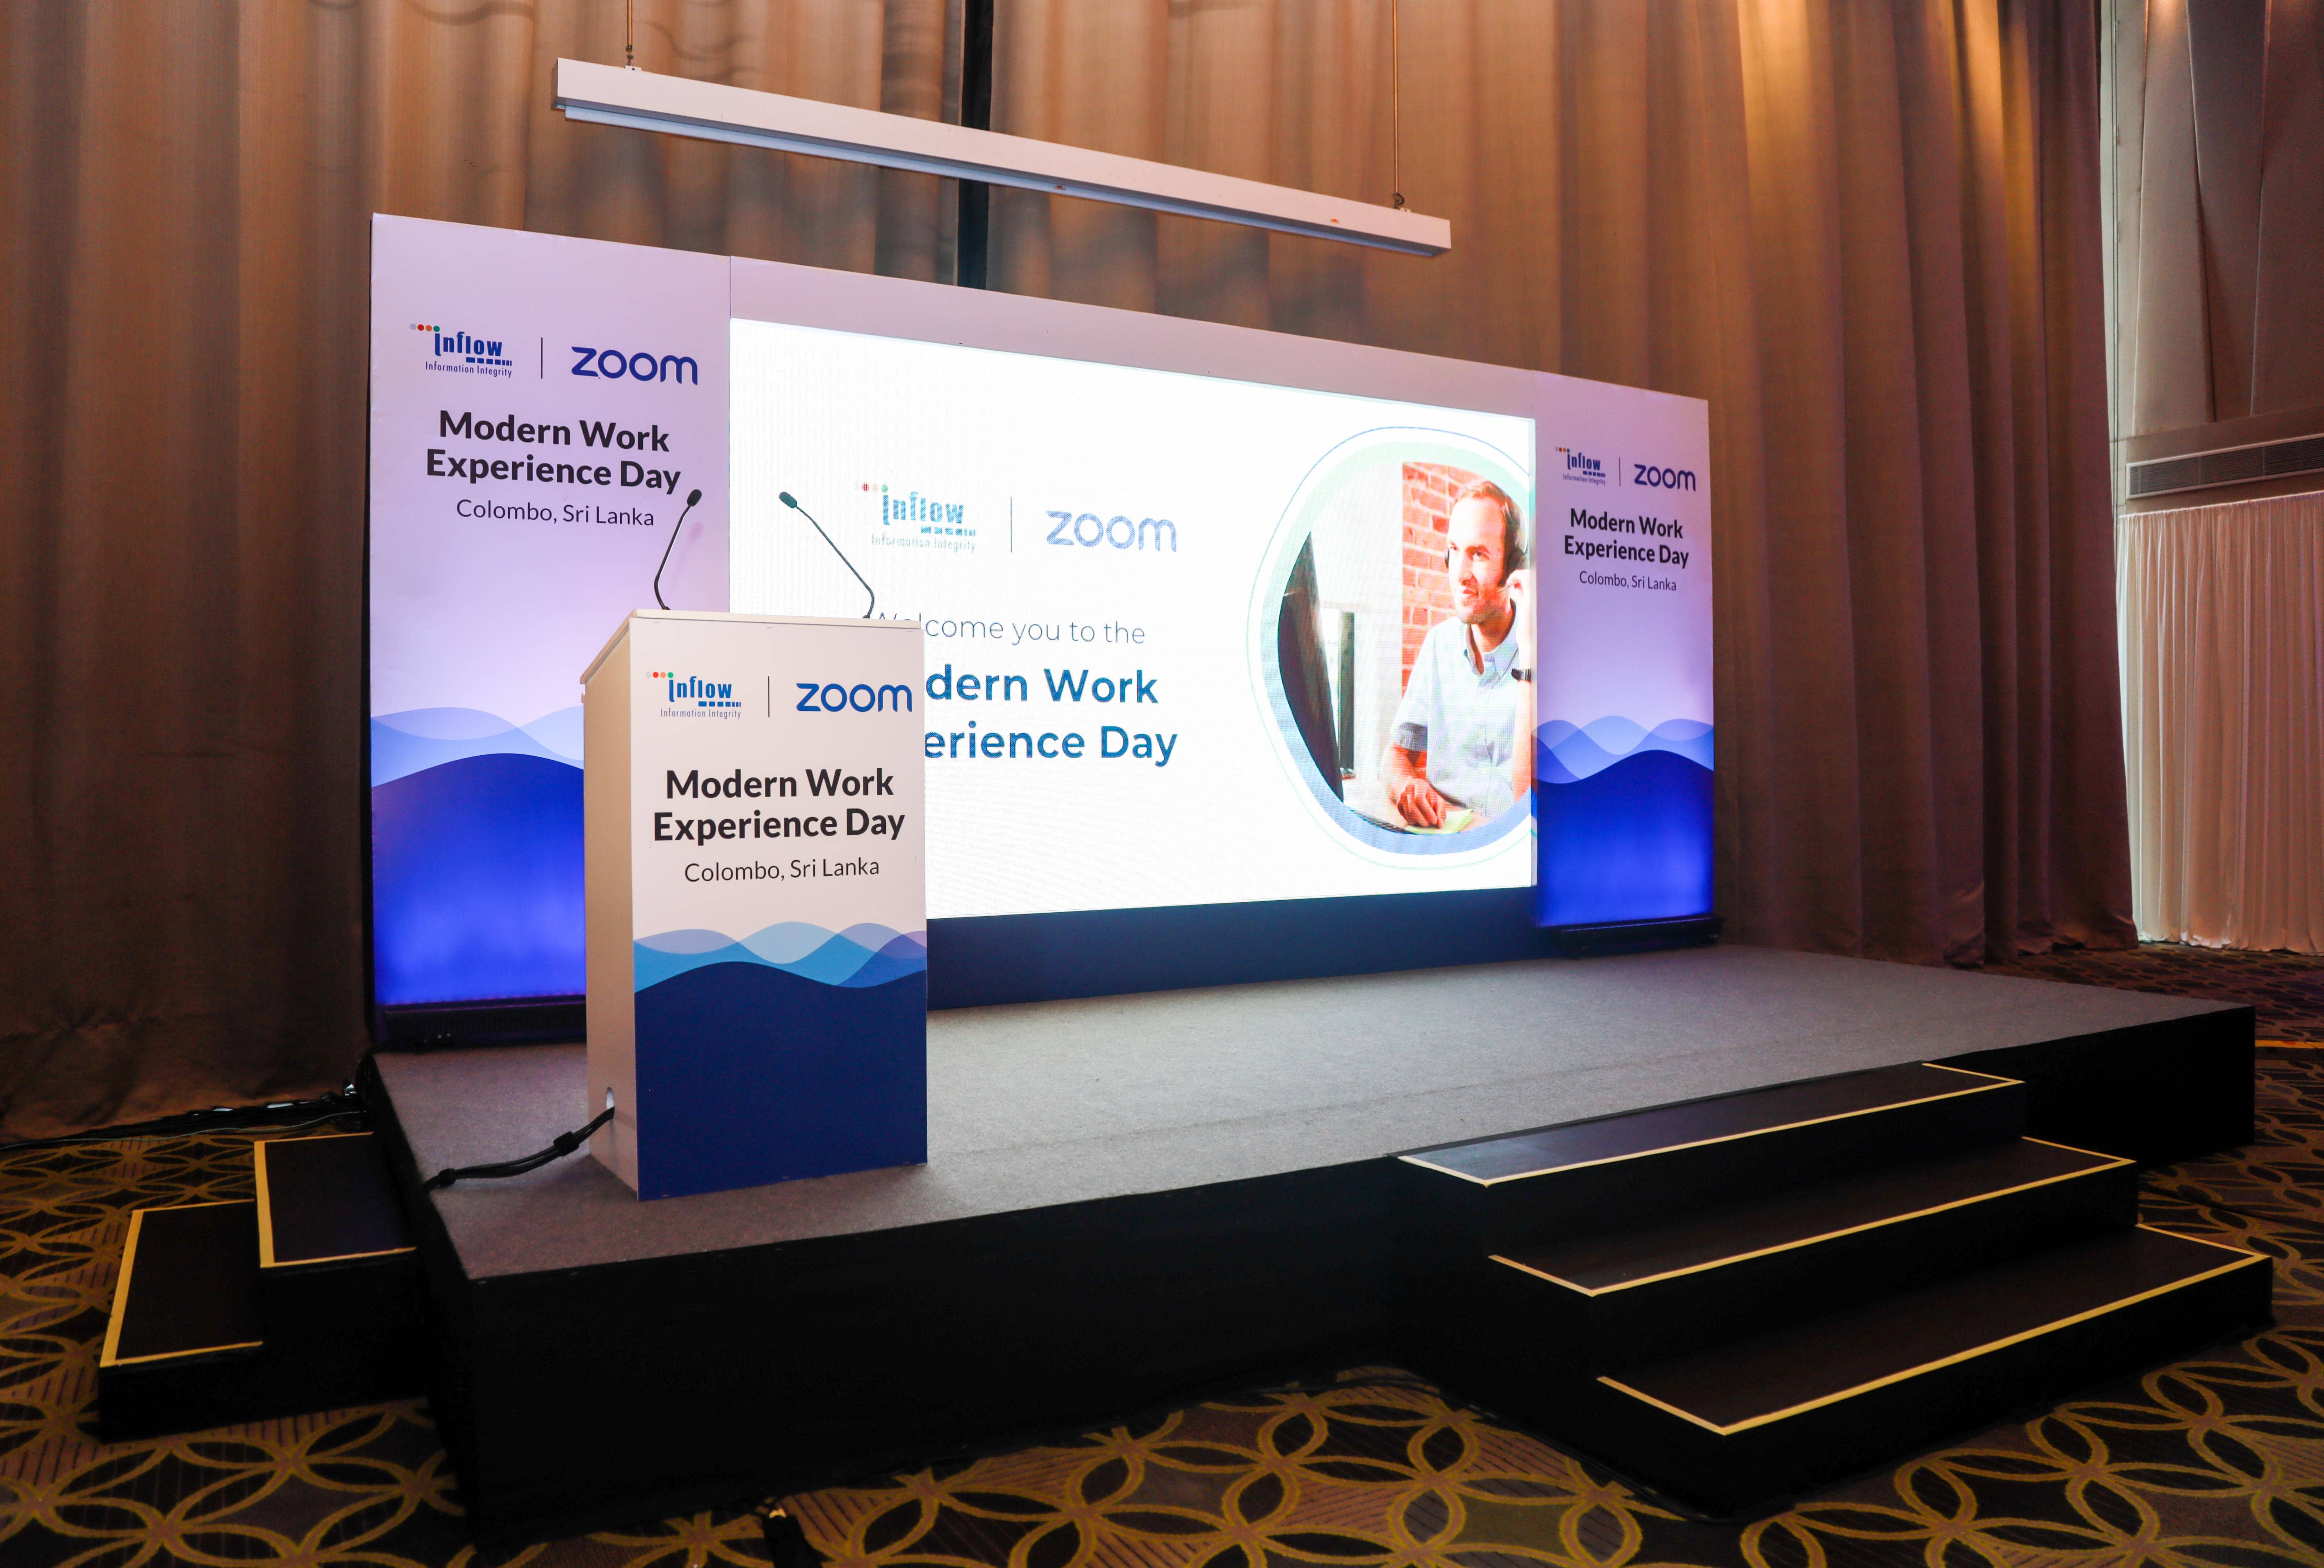 inflow
Information Integrity
zoom
Modern Work
Experience Day
Colombo, Sri Lanka
inflow
Information Integrity
zoom
come you to the
dern Work
erience Day
inflow
Information Integrity
zoom
Modern Work
Experience Day
Colombo, Sri Lanka
inflow
Information Integrity
zoom
Modern Work
Experience Day
Colombo, Sri Lanka